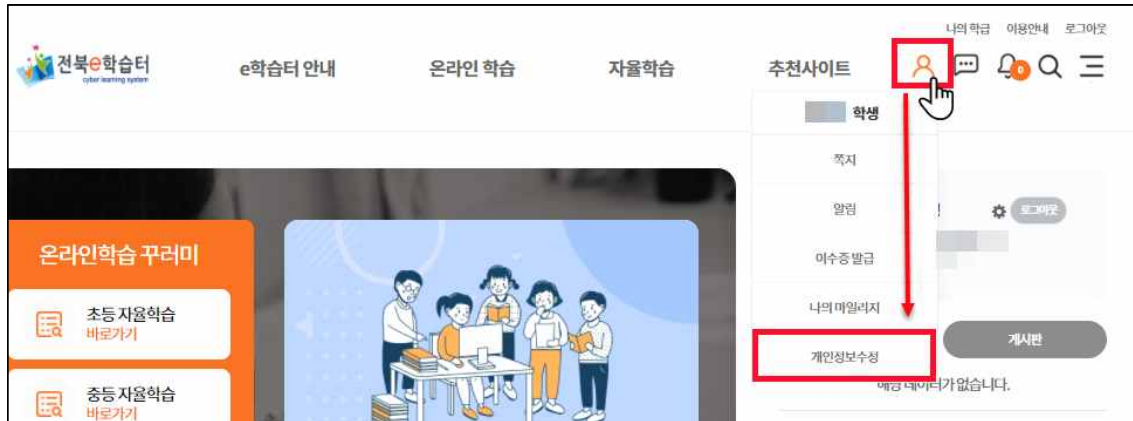 나의 학급 이용안내 로그아웃
전북e학습터
cyber learning system
e학습터 안내 온라인 학습 자율학습 추천사이트
0
학생
쪽지
알림
로그아웃
이수증 발급
나의 마일리지
개인정보수정
게시판
해당 데이터가 없습니다.
온라인학습 꾸러미
초등 자율학습
바로가기
중등 자율학습
바로가기